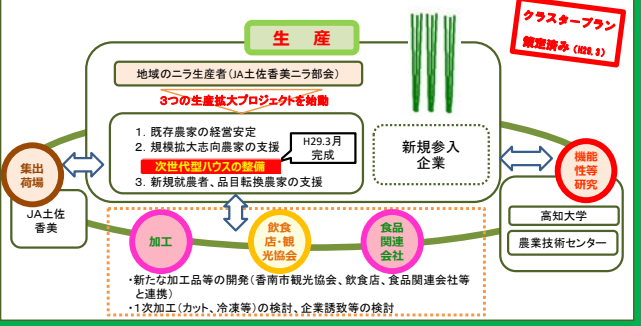 クラスタープラン
策定済み(H29.3)
生 産
地域のニラ生産者(JA土佐香美ニラ部会)
3つの生産拡大プロジェクトを始動
1. 既存農家の経営安定
2. 規模拡大志向農家の支援
次世代型ハウスの整備
3. 新規就農者、品目転換農家の支援
H29.3月
完成
新規参入
企業
集出
荷場
JA土佐
香美
機能
性等
研究
高知大学
農業技術センター
加工
飲食
店・観
光協会
食品
関連
会社
・新たな加工品等の開発(香南市観光協会、飲食店、食品関連会社等
と連携)
・1次加工(カット、冷凍等)の検討、企業誘致等の検討